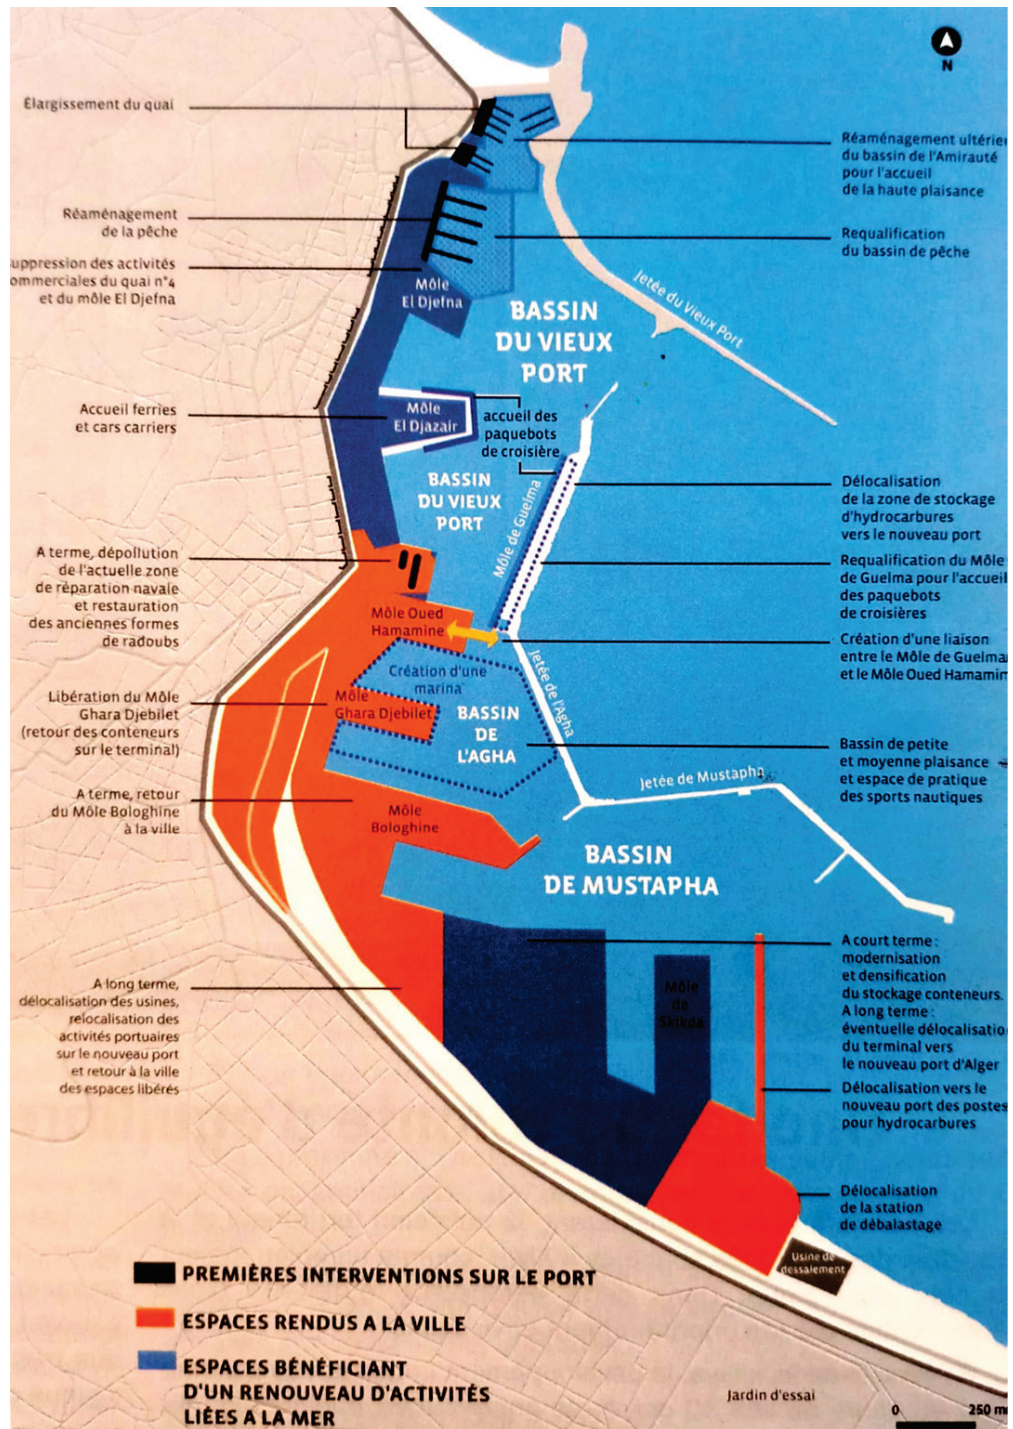 N
Élargissement du quai
Réaménagement
de la pêche
uppression des activités
ommerciales du quai n°4
et du môle El Djefna
Accueil ferries
et cars carriers
A terme, dépollution
de l'actuelle zone
de réparation navale
et restauration
des anciennes formes
de radoubs
Libération du Môle
Ghara Djebilet
(retour des conteneurs
sur le terminal)
A terme, retour
du Môle Bologhine
à la ville
A long terme,
délocalisation des usines,
relocalisation des
activités portuaires
sur le nouveau port
et retour à la ville
des espaces libérés
Môle
El Djefna
BASSIN
DU VIEUX
PORT
Jetée du Vieux Port
Môle
El Djazair
accueil des
paquebots
de croisière
BASSIN
DU VIEUX
PORT
Môle de Guelma
Môle Oued
Hamamine
Création d'une
marina
Môle
Ghara Djebilet
BASSIN
DE
L'AGHA
Jetée de l'Agha
Jetée de Mustapha
Môle
Bologhine
BASSIN
DE MUSTAPHA
Môle
de
Skikda
Réaménagement ultérie
du bassin de l'Amirauté
pour l'accueil
de la haute plaisance
Requalification
du bassin de pêche
Délocalisation
de la zone de stockage
d'hydrocarbures
vers le nouveau port
Requalification du Môle
de Guelma pour l'accueil
des paquebots
de croisières
Création d'une liaison
entre le Môle de Guelma
et le Môle Oued Hamamin
Bassin de petite
et moyenne plaisance
et espace de pratique
des sports nautiques
A court terme :
modernisation
et densification
du stockage conteneurs.
A long terme :
éventuelle délocalisatio
du terminal vers
le nouveau port d'Alger
Délocalisation vers le
nouveau port des postes
pour hydrocarbures
Délocalisation
de la station
de débalastage
Usine de
dessalement
PREMIÈRES INTERVENTIONS SUR LE PORT
ESPACES RENDUS A LA VILLE
ESPACES BÉNÉFICIANT
D'UN RENOUVEAU D'ACTIVITÉS
LIÉES A LA MER
Jardin d'essai
0 250 m